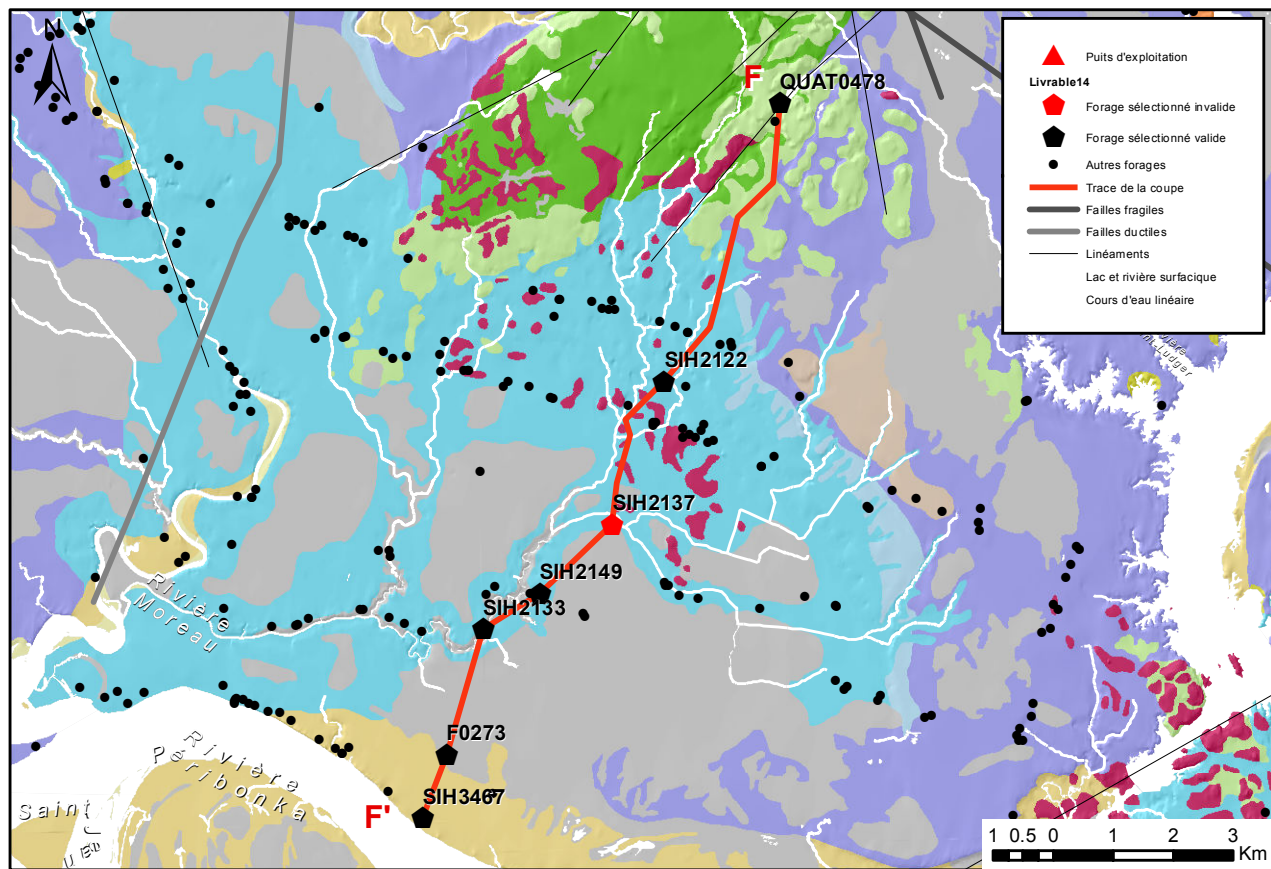 N
F
QUAT0478
Puits d'exploitation
Livrable14
Forage sélectionné invalide
Forage sélectionné valide
Autres forages
Trace de la coupe
Failles fragiles
Failles ductiles
Linéaments
Lac et rivière surfacique
Cours d'eau linéaire
SIH2122
SIH2137
SIH2149
SIH2133
Rivière
Moreau
F0273
Rivière
Péribonka
SIH3467
F'
Saint
1 0.5 0 1 2 3
Km